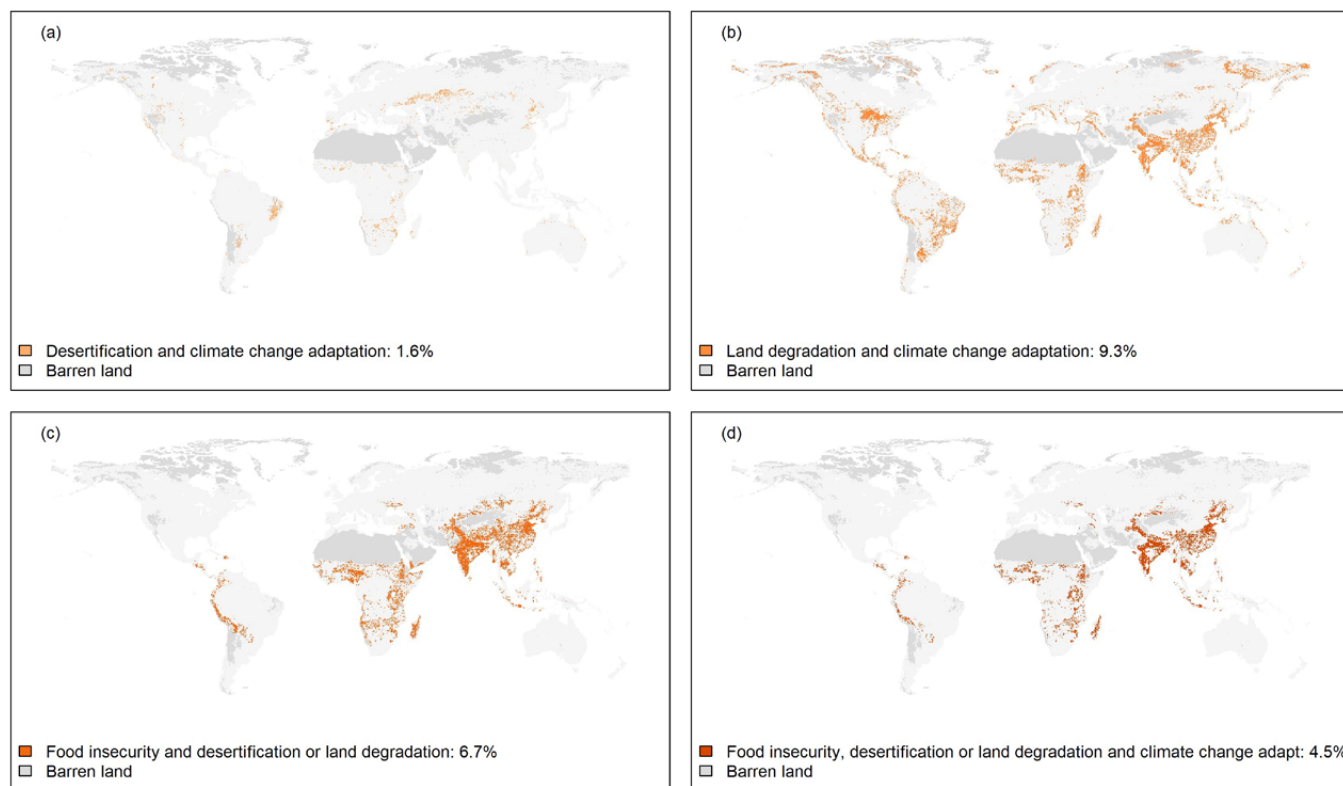 (a)
Desertification and climate change adaptation: 1.6%
Barren land
(b)
Land degradation and climate change adaptation: 9.3%
Barren land
(c)
Food insecurity and desertification or land degradation: 6.7%
Barren land
(d)
Food insecurity, desertification or land degradation and climate change adapt: 4.5%
Barren land